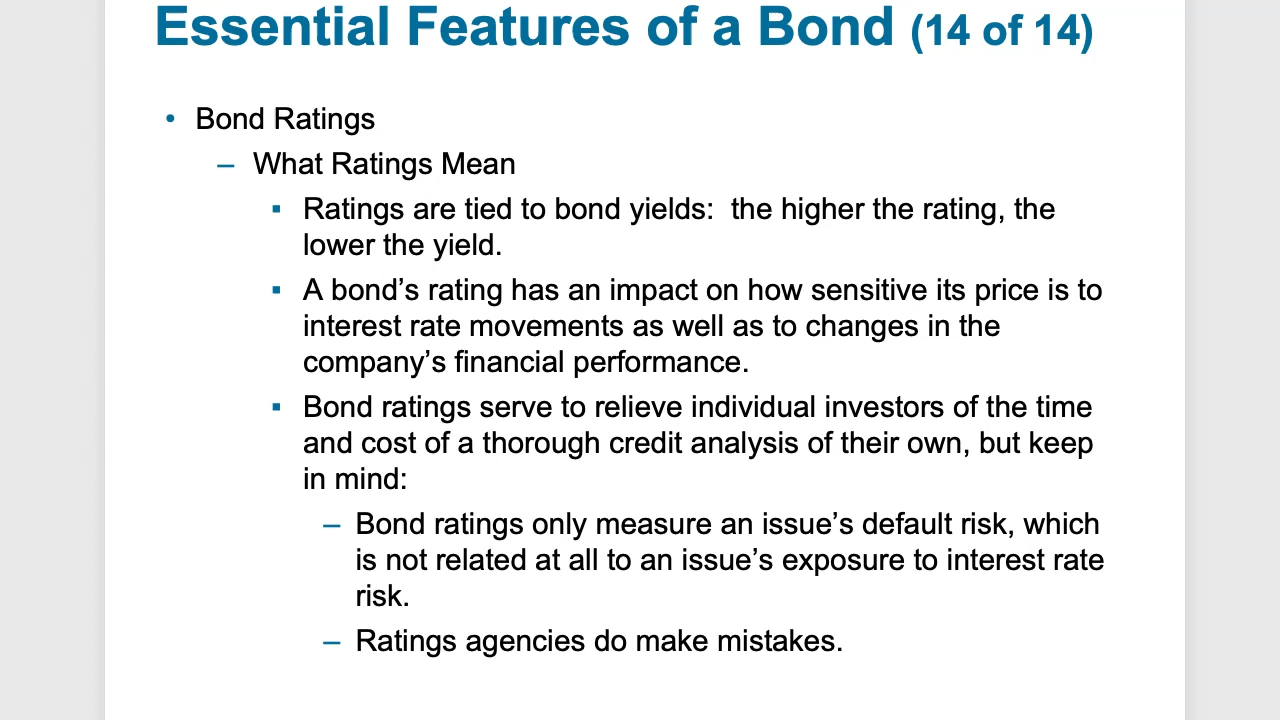 Essential Features of a Bond (14 of 14)
• Bond Ratings
– What Ratings Mean
▪ Ratings are tied to bond yields:  the higher the rating, the
lower the yield.
▪ A bond’s rating has an impact on how sensitive its price is to
interest rate movements as well as to changes in the
company’s financial performance.
▪ Bond ratings serve to relieve individual investors of the time
and cost of a thorough credit analysis of their own, but keep
in mind:
– Bond ratings only measure an issue’s default risk, which
is not related at all to an issue’s exposure to interest rate
risk.
– Ratings agencies do make mistakes.